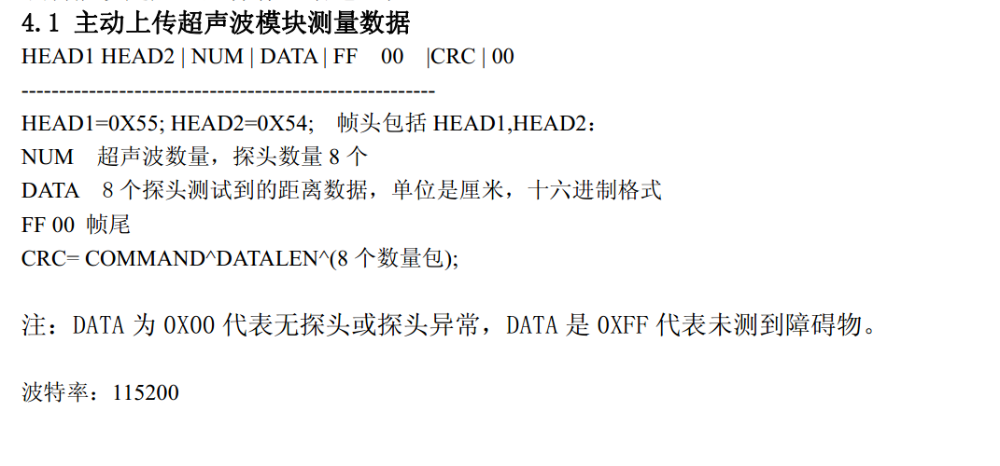 4.1 主动上传超声波模块测量数据
HEAD1 HEAD2 | NUM | DATA | FF 00 |CRC | 00
-------------------------------------------------------
HEAD1=0X55; HEAD2=0X54; 帧头包括 HEAD1,HEAD2：
NUM 超声波数量，探头数量 8 个
DATA 8 个探头测试到的距离数据，单位是厘米，十六进制格式
FF 00 帧尾
CRC= COMMAND^DATALEN^(8 个数量包);
注：DATA 为 0X00 代表无探头或探头异常，DATA 是 0XFF 代表未测到障碍物。
波特率：115200